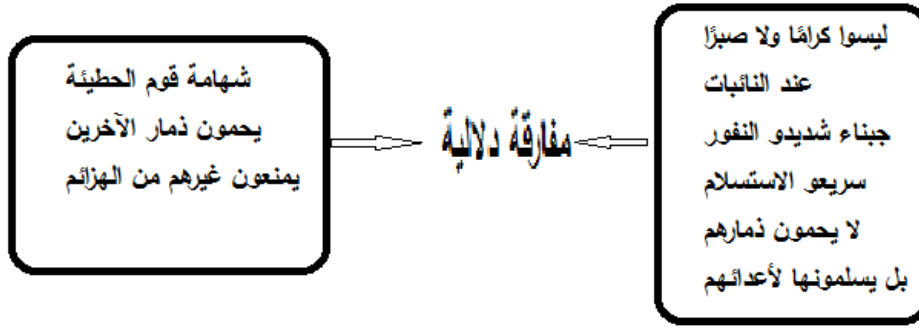 ليسوا كرامًا ولا صبرًا
عند النائبات
جبناء شديدو النفور
سريعو الاستسلام
لا يحمون ذمارهم
بل يسلمونها لأعدائهم
مفارقة دلالية
شهامة قوم الحطيئة
يحمون ذمار الآخرين
يمنعون غيرهم من الهزائم